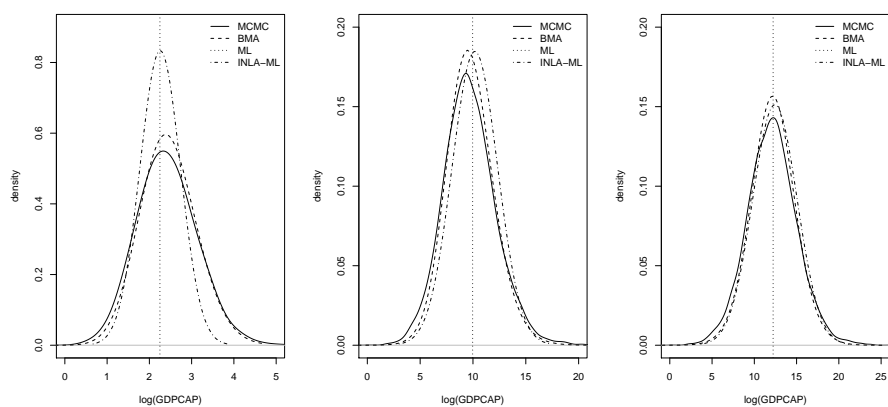 MCMC
BMA
ML
INLA−ML
density
0.0
0.2
0.4
0.6
0.8
0 1 2 3 4 5
log(GDPCAP)
MCMC
BMA
ML
INLA−ML
density
0.00
0.05
0.10
0.15
0.20
0 5 10 15 20
log(GDPCAP)
MCMC
BMA
ML
INLA−ML
density
0.00
0.05
0.10
0.15
0.20
0 5 10 15 20 25
log(GDPCAP)